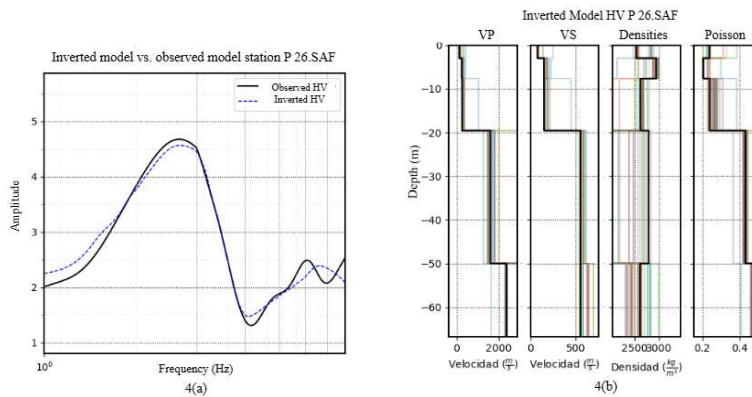 Inverted model vs. observed model station P 26.SAF
Observed HV
Inverted HV
Amplitude
5
4
3
2
1
10⁰
Frequency (Hz)
4(a)
Inverted Model HV P 26.SAF
VP
VS
Densities
Poisson
Depth (m)
0
−10
−20
−30
−40
−50
−60
0
2000
0
500
2500
3000
0.2
0.4
Velocidad (m/s)
Velocidad (m/s)
Densidad (kg/m³)
4(b)